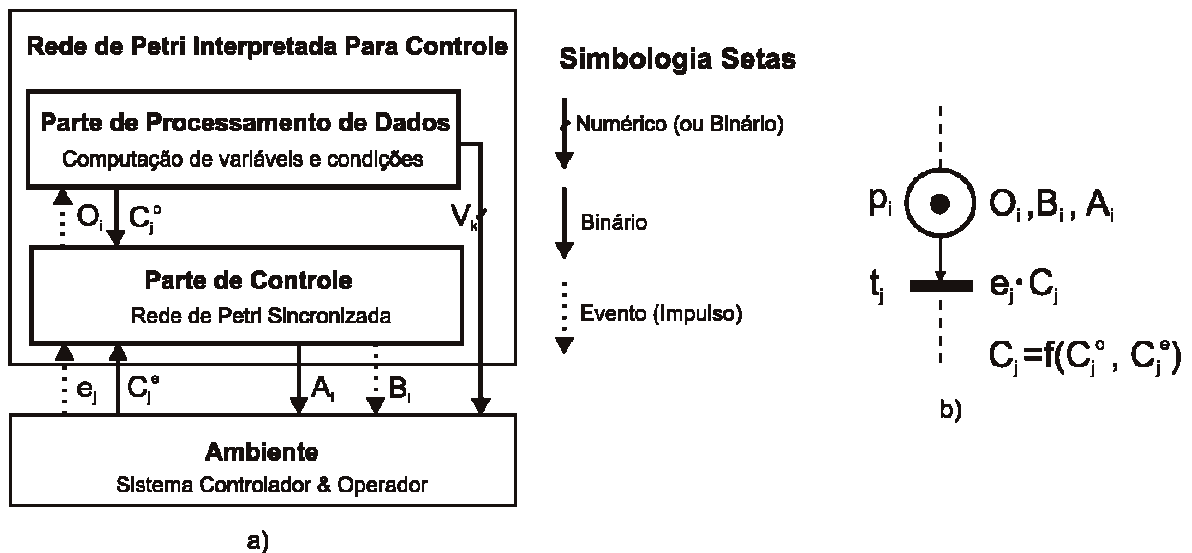 Rede de Petri Interpretada Para Controle
Parte de Processamento de Dados
Computação de variáveis e condições
Oᵢ
Cⱼᵒ
Vₖ
Parte de Controle
Rede de Petri Sincronizada
eⱼ
Cⱼᵉ
Aᵢ
Bᵢ
Ambiente
Sistema Controlador & Operador
a)
Simbologia Setas
Numérico (ou Binário)
Binário
Evento (Impulso)
pᵢ
Oᵢ,Bᵢ, Aᵢ
tⱼ
eⱼ·Cⱼ
Cⱼ=f(Cⱼᵒ, Cⱼᵉ)
b)